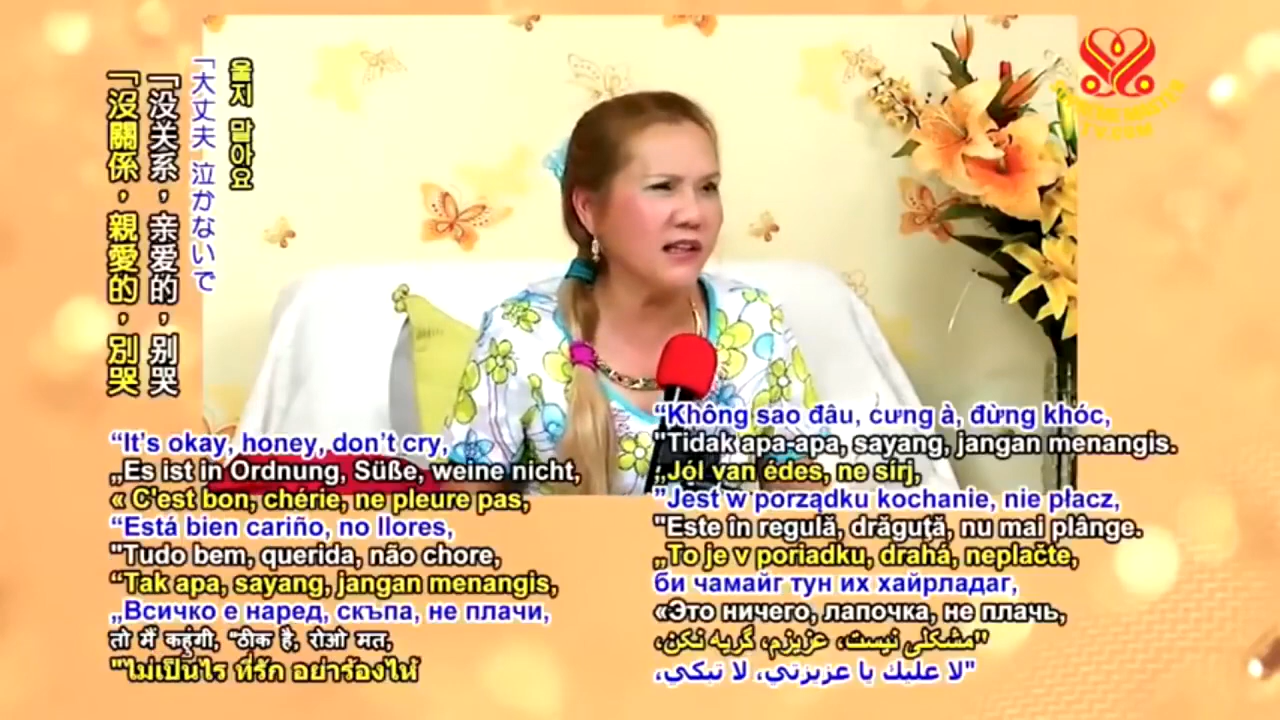 울지 말아요
「大丈夫 泣かないで
「没关系，亲爱的，别哭
「沒關係，親愛的，別哭
“It’s okay, honey, don’t cry,
„Es ist in Ordnung, Süße, weine nicht,
« C'est bon, chérie, ne pleure pas,
“Está bien cariño, no llores,
"Tudo bem, querida, não chore,
“Tak apa, sayang, jangan menangis,
„Всичко е наред, скъпа, не плачи,
तो मैं कहूंगी, "ठीक है, रोओ मत,
"ไม่เป็นไร ที่รัก อย่าร้องไห้
“Không sao đâu, cưng à, đừng khóc,
"Tidak apa-apa, sayang, jangan menangis.
„Jól van édes, ne sírj,
”Jest w porządku kochanie, nie płacz,
"Este în regulă, drăguţă, nu mai plânge.
„To je v poriadku, drahá, neplačte,
би чамайг тун их хайрладаг,
«Это ничего, лапочка, не плачь,
"مشکلی نیست، عزیزم، گریه نکن،
"لا عليك يا عزيزتي، لا تبكي،